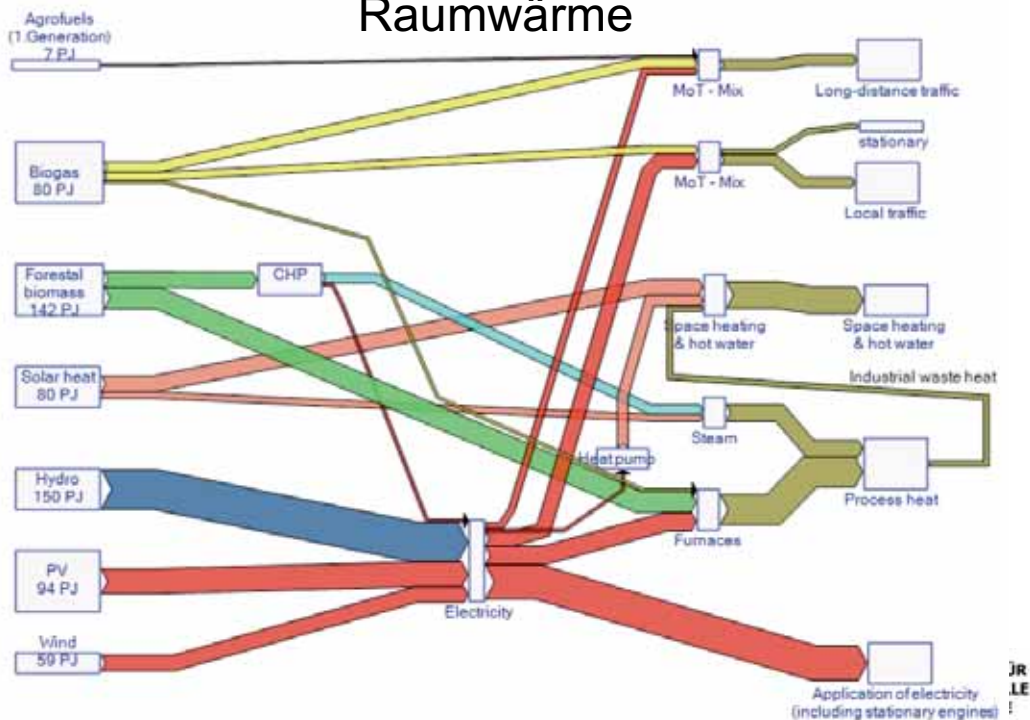 Raumwärme
Agrofuels
(1.Generation)
7 PJ
MoT - Mix
Long-distance traffic
Biogas
80 PJ
MoT - Mix
stationary
Local traffic
Forestal
biomass
142 PJ
CHP
Space heating
& hot water
Space heating
& hot water
Solar heat
80 PJ
Industrial waste heat
Steam
Heat pump
Hydro
150 PJ
Process heat
Furnaces
PV
94 PJ
Electricity
Wind
59 PJ
Application of electricity
(including stationary engines)
ÜR
LE